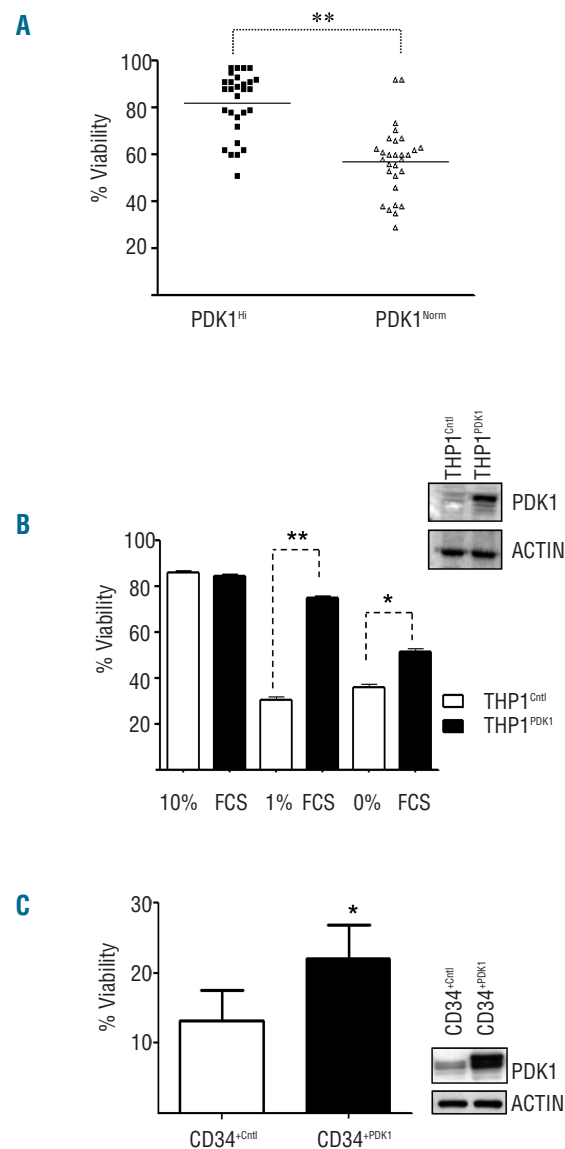 A
**
100
80
60
40
20
% Viability
PDK1Hi
PDK1Norm
THP1Cntl
THP1PDK1
PDK1
ACTIN
B
100
80
60
40
20
% Viability
**
*
THP1Cntl
THP1PDK1
10% FCS 1% FCS 0% FCS
C
30
20
10
% Viability
*
CD34+Cntl
CD34+PDK1
CD34+Cntl
CD34+PDK1
PDK1
ACTIN